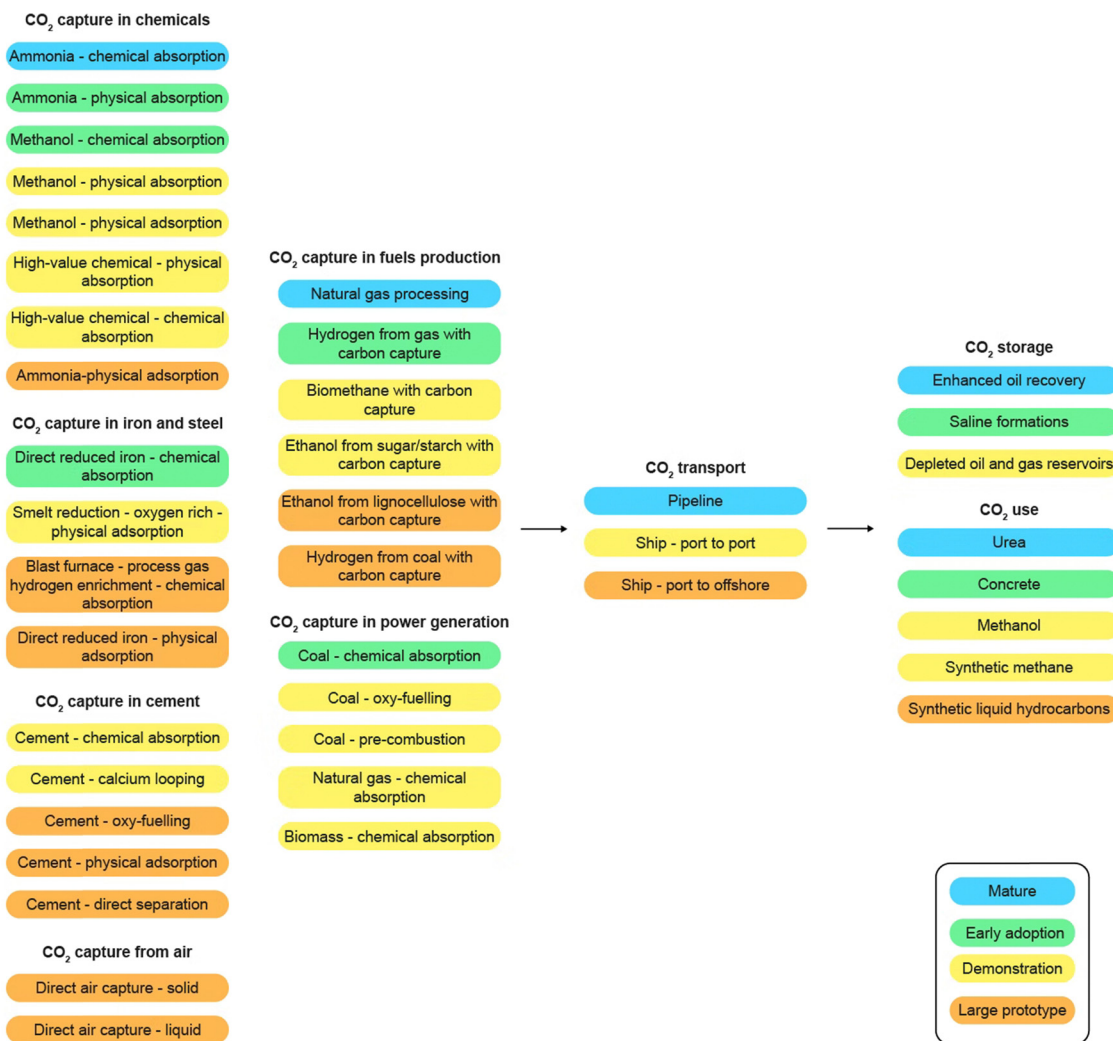 CO₂ capture in chemicals
Ammonia - chemical absorption
Ammonia - physical absorption
Methanol - chemical absorption
Methanol - physical absorption
Methanol - physical adsorption
High-value chemical - physical
absorption
High-value chemical - chemical
absorption
Ammonia-physical adsorption
CO₂ capture in iron and steel
Direct reduced iron - chemical
absorption
Smelt reduction - oxygen rich -
physical adsorption
Blast furnace - process gas
hydrogen enrichment - chemical
absorption
Direct reduced iron - physical
adsorption
CO₂ capture in cement
Cement - chemical absorption
Cement - calcium looping
Cement - oxy-fuelling
Cement - physical adsorption
Cement - direct separation
CO₂ capture from air
Direct air capture - solid
Direct air capture - liquid
CO₂ capture in fuels production
Natural gas processing
Hydrogen from gas with
carbon capture
Biomethane with carbon
capture
Ethanol from sugar/starch with
carbon capture
Ethanol from lignocellulose with
carbon capture
Hydrogen from coal with
carbon capture
CO₂ capture in power generation
Coal - chemical absorption
Coal - oxy-fuelling
Coal - pre-combustion
Natural gas - chemical
absorption
Biomass - chemical absorption
CO₂ transport
Pipeline
Ship - port to port
Ship - port to offshore
CO₂ storage
Enhanced oil recovery
Saline formations
Depleted oil and gas reservoirs
CO₂ use
Urea
Concrete
Methanol
Synthetic methane
Synthetic liquid hydrocarbons
Mature
Early adoption
Demonstration
Large prototype